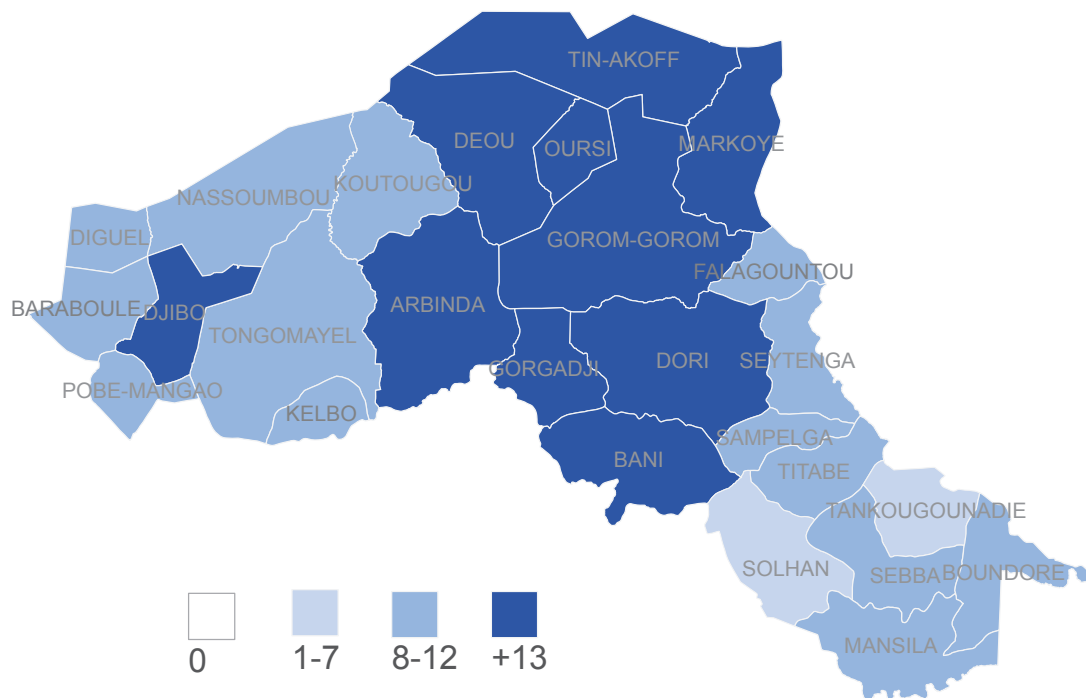 TIN-AKOFF
DEOU
OURSI
MARKOYE
KOUTOUGOU
NASSOUMBOU
DIGUEL
GOROM-GOROM
FALAGOUNTOU
BARABOULE
DJIBO
ARBINDA
TONGOMAYEL
GORGADJI
DORI
SEYTENGA
POBE-MANGAO
KELBO
SAMPELGA
BANI
TITABE
TANKOUGOUNADIE
SOLHAN
SEBBA
BOUNDORE
MANSILA
0
1-7
8-12
+13